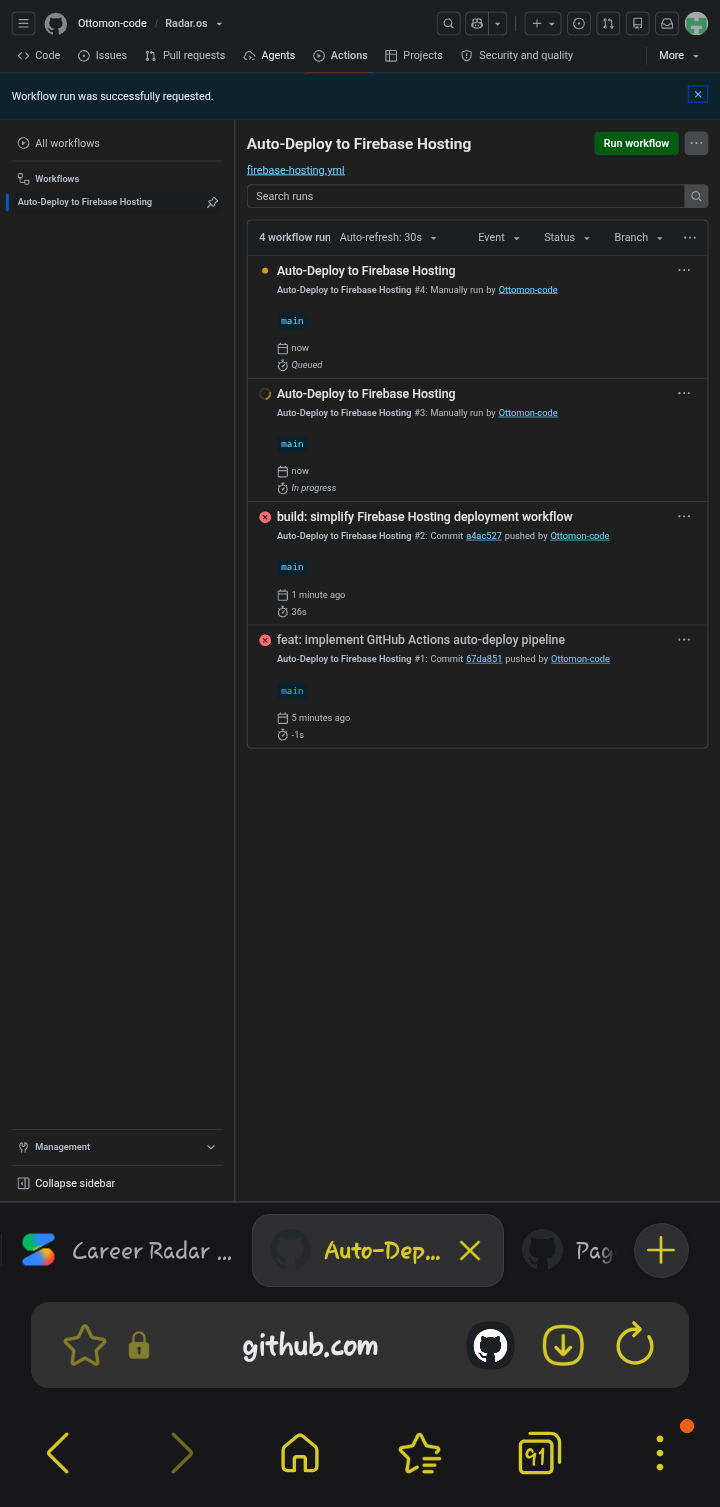 Ottomon-code / Radar.os
Code Issues Pull requests Agents Actions Projects Security and quality More
Workflow run was successfully requested.
All workflows
Workflows
Auto-Deploy to Firebase Hosting
Auto-Deploy to Firebase Hosting
Run workflow
firebase-hosting.yml
Search runs
4 workflow run Auto-refresh: 30s Event Status Branch
Auto-Deploy to Firebase Hosting
Auto-Deploy to Firebase Hosting #4: Manually run by Ottomon-code
main
now
Queued
Auto-Deploy to Firebase Hosting
Auto-Deploy to Firebase Hosting #3: Manually run by Ottomon-code
main
now
In progress
build: simplify Firebase Hosting deployment workflow
Auto-Deploy to Firebase Hosting #2: Commit a4ac527 pushed by Ottomon-code
main
1 minute ago
36s
feat: implement GitHub Actions auto-deploy pipeline
Auto-Deploy to Firebase Hosting #1: Commit 67da851 pushed by Ottomon-code
main
5 minutes ago
-1s
Management
Collapse sidebar
Career Radar ... Auto-Dep... Pag
github.com
91